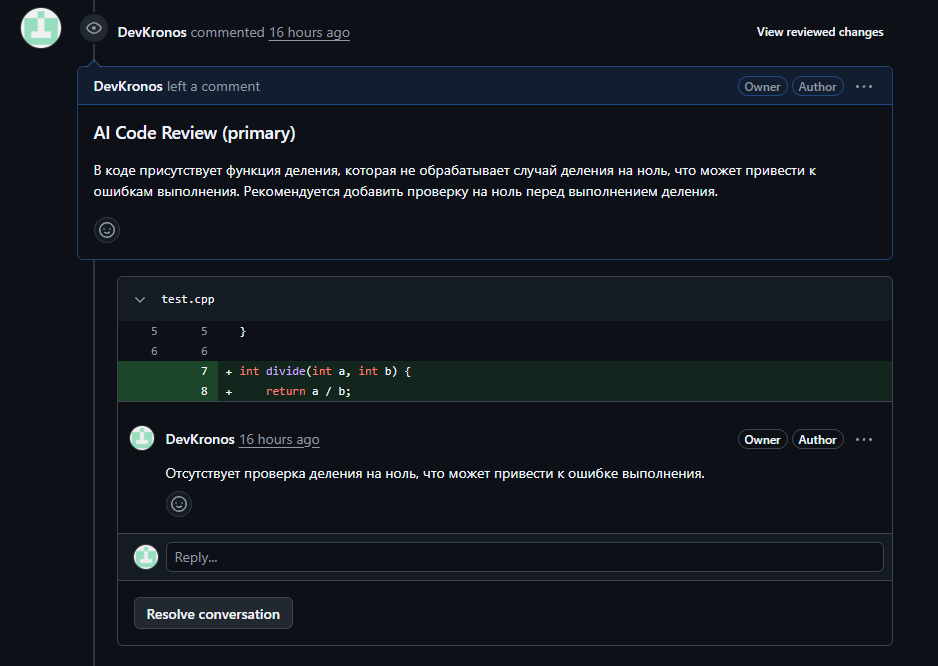 DevKronos commented 16 hours ago View reviewed changes
DevKronos left a comment Owner Author ...
AI Code Review (primary)
В коде присутствует функция деления, которая не обрабатывает случай деления на ноль, что может привести к
ошибкам выполнения. Рекомендуется добавить проверку на ноль перед выполнением деления.
test.cpp
5 5 }
6 6
7 + int divide(int a, int b) {
8 + return a / b;
DevKronos 16 hours ago Owner Author ...
Отсутствует проверка деления на ноль, что может привести к ошибке выполнения.
Reply...
Resolve conversation